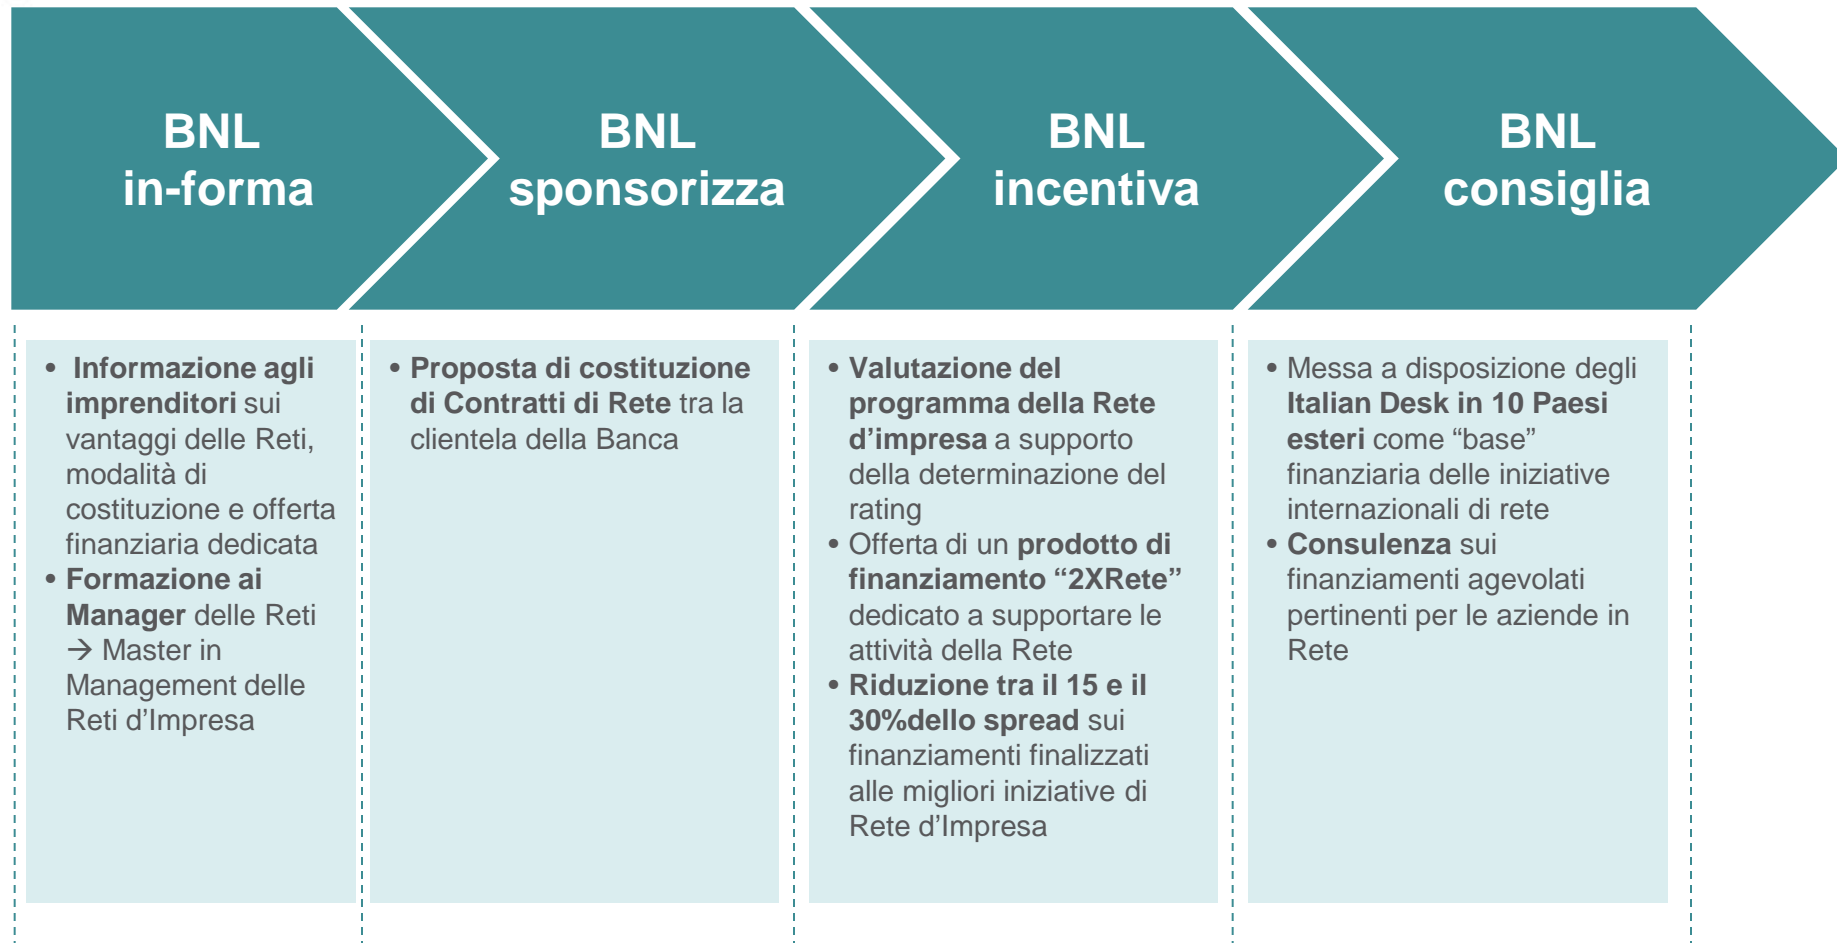 BNL
in-forma
BNL
sponsorizza
BNL
incentiva
BNL
consiglia
• Informazione agli
imprenditori sui
vantaggi delle Reti,
modalità di
costituzione e offerta
finanziaria dedicata
• Formazione ai
Manager delle Reti
→ Master in
Management delle
Reti d’Impresa
• Proposta di costituzione
di Contratti di Rete tra la
clientela della Banca
• Valutazione del
programma della Rete
d’impresa a supporto
della determinazione del
rating
• Offerta di un prodotto di
finanziamento “2XRete”
dedicato a supportare le
attività della Rete
• Riduzione tra il 15 e il
30%dello spread sui
finanziamenti finalizzati
alle migliori iniziative di
Rete d’Impresa
• Messa a disposizione degli
Italian Desk in 10 Paesi
esteri come “base”
finanziaria delle iniziative
internazionali di rete
• Consulenza sui
finanziamenti agevolati
pertinenti per le aziende in
Rete